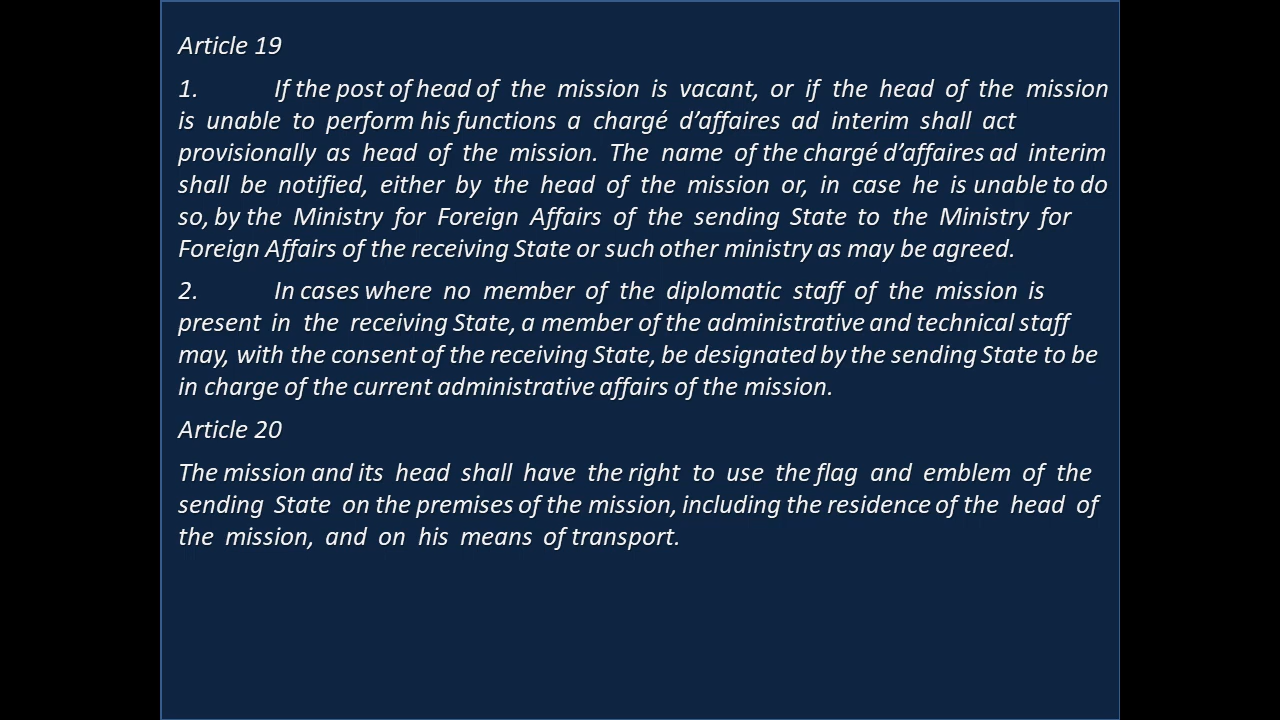 Article 19
1. If the post of head of the mission is vacant, or if the head of the mission
is unable to perform his functions a chargé d’affaires ad interim shall act
provisionally as head of the mission. The name of the chargé d’affaires ad interim
shall be notified, either by the head of the mission or, in case he is unable to do
so, by the Ministry for Foreign Affairs of the sending State to the Ministry for
Foreign Affairs of the receiving State or such other ministry as may be agreed.
2. In cases where no member of the diplomatic staff of the mission is
present in the receiving State, a member of the administrative and technical staff
may, with the consent of the receiving State, be designated by the sending State to be
in charge of the current administrative affairs of the mission.
Article 20
The mission and its head shall have the right to use the flag and emblem of the
sending State on the premises of the mission, including the residence of the head of
the mission, and on his means of transport.